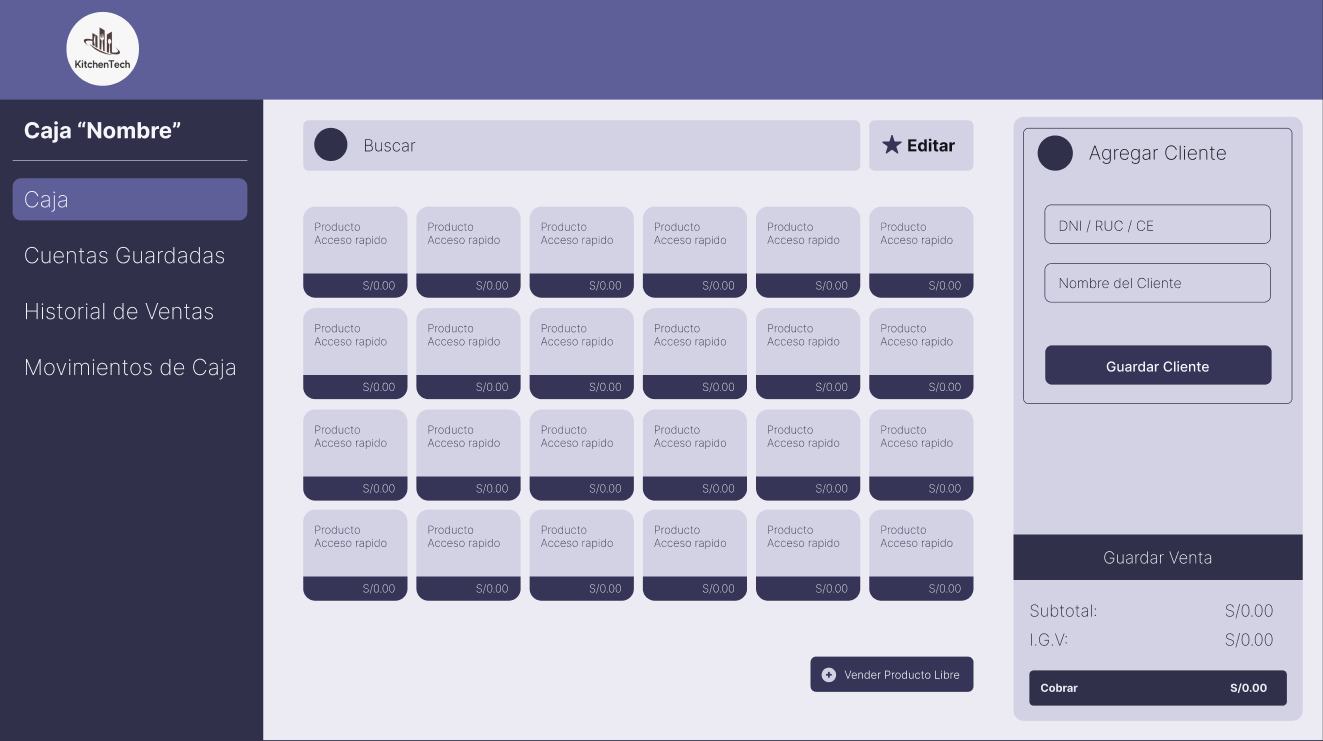 KitchenTech
Caja “Nombre”
Caja
Cuentas Guardadas
Historial de Ventas
Movimientos de Caja
Buscar
Editar
Producto Producto Producto Producto Producto Producto
Acceso rapido Acceso rapido Acceso rapido Acceso rapido Acceso rapido Acceso rapido
S/0.00 S/0.00 S/0.00 S/0.00 S/0.00 S/0.00
Producto Producto Producto Producto Producto Producto
Acceso rapido Acceso rapido Acceso rapido Acceso rapido Acceso rapido Acceso rapido
S/0.00 S/0.00 S/0.00 S/0.00 S/0.00 S/0.00
Producto Producto Producto Producto Producto Producto
Acceso rapido Acceso rapido Acceso rapido Acceso rapido Acceso rapido Acceso rapido
S/0.00 S/0.00 S/0.00 S/0.00 S/0.00 S/0.00
Producto Producto Producto Producto Producto Producto
Acceso rapido Acceso rapido Acceso rapido Acceso rapido Acceso rapido Acceso rapido
S/0.00 S/0.00 S/0.00 S/0.00 S/0.00 S/0.00
Vender Producto Libre
Agregar Cliente
DNI / RUC / CE
Nombre del Cliente
Guardar Cliente
Guardar Venta
Subtotal: S/0.00
I.G.V: S/0.00
Cobrar S/0.00